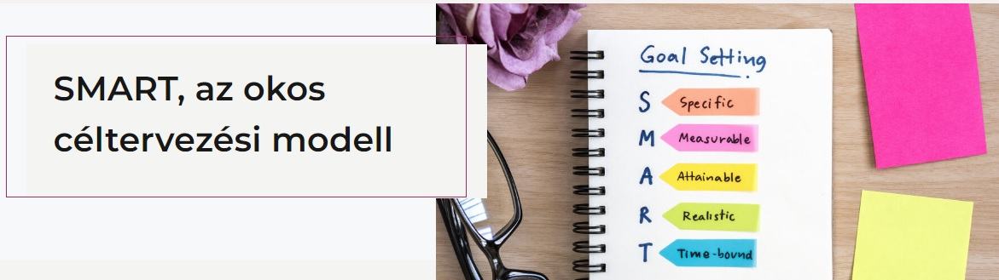 SMART, az okos
céltervezési modell
Goal Setting
S Specific
M Measurable
A Attainable
R Realistic
T Time-bound